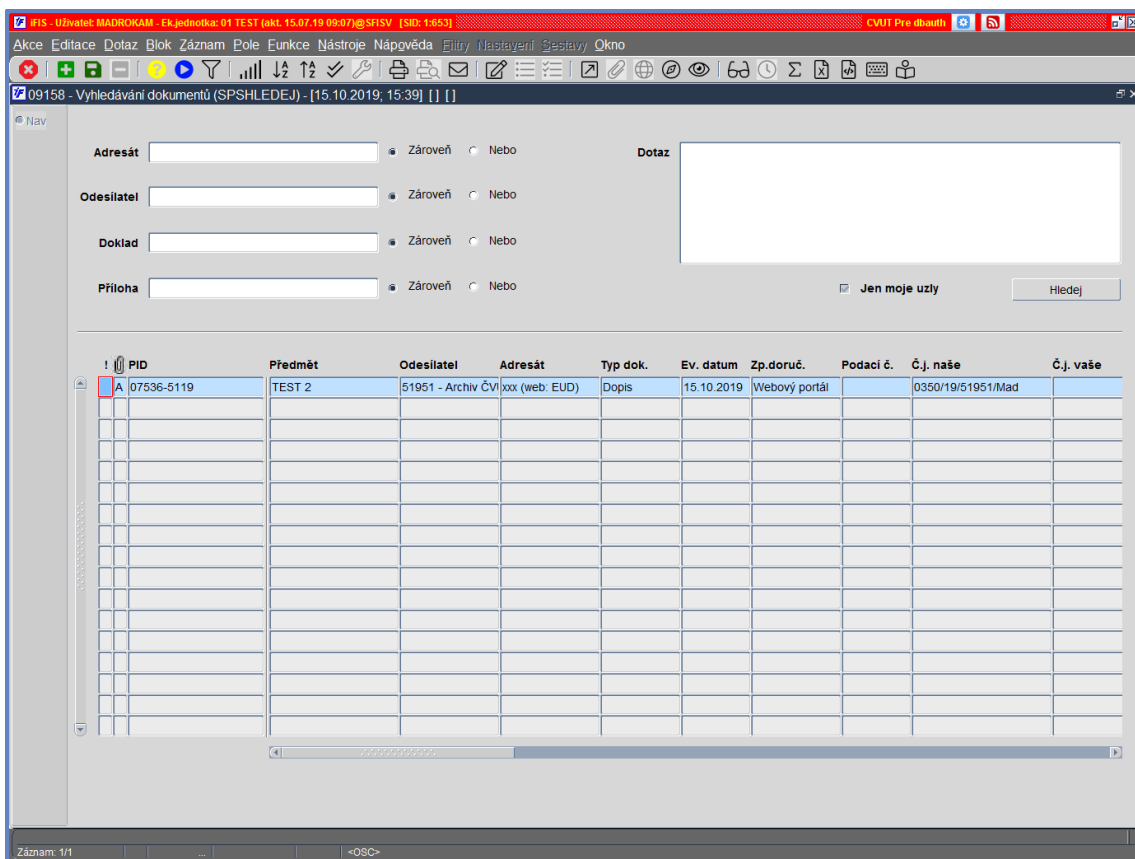 iFIS - Uživatel: MADROKAM - Ek.jednotka: 01 TEST (akt. 15.07.19 09:07)@SFISV [SID: 1:653] CVUT Pre dbauth
Akce Editace Dotaz Blok Záznam Pole Funkce Nástroje Nápověda Filtry Nastavení Sestavy Okno
09158 - Vyhledávání dokumentů (SPSHLEDEJ) - [15.10.2019; 15:39] [ ] [ ]
Nav
Adresát Zároveň Nebo Dotaz
Odesílatel Zároveň Nebo
Doklad Zároveň Nebo
Příloha Zároveň Nebo Jen moje uzly Hledej
! PID Předmět Odesílatel Adresát Typ dok. Ev. datum Zp.doruč. Podací č. Č.j. naše Č.j. vaše
A 07536-5119 TEST 2 51951 - Archiv ČV xxx (web: EUD) Dopis 15.10.2019 Webový portál 0350/19/51951/Mad
Záznam: 1/1 ... <OSC>